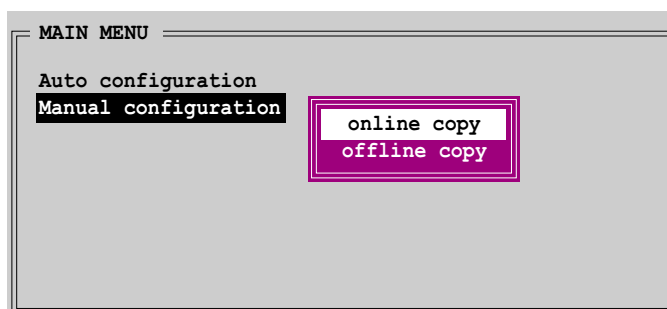 MAIN MENU
Auto configuration
Manual configuration
online copy
offline copy